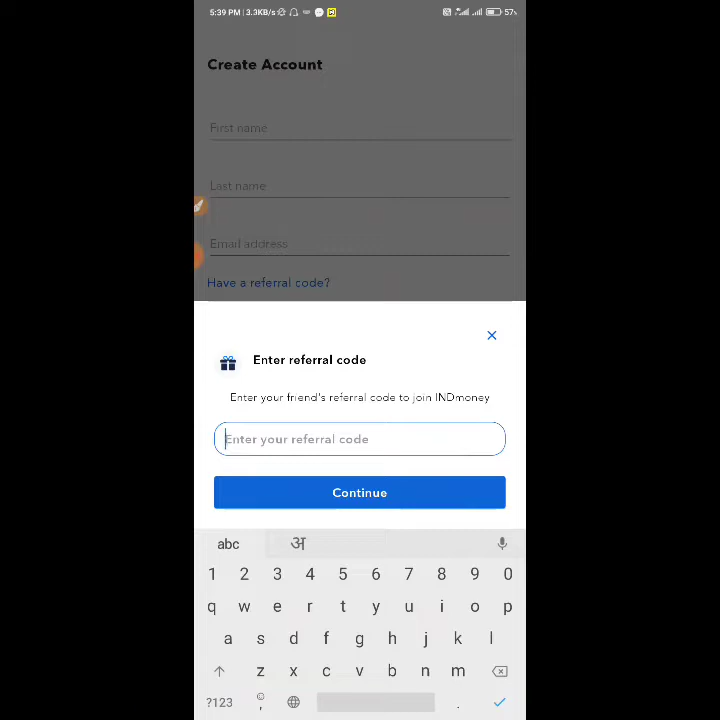 5:39 PM | 3.3KB/s
57%
Create Account
First name
Last name
Email address
Have a referral code?
Enter referral code
Enter your friend's referral code to join INDmoney
Enter your referral code
Continue
abc अ
1 2 3 4 5 6 7 8 9 0
q w e r t y u i o p
a s d f g h j k l
z x c v b n m
?123 , .